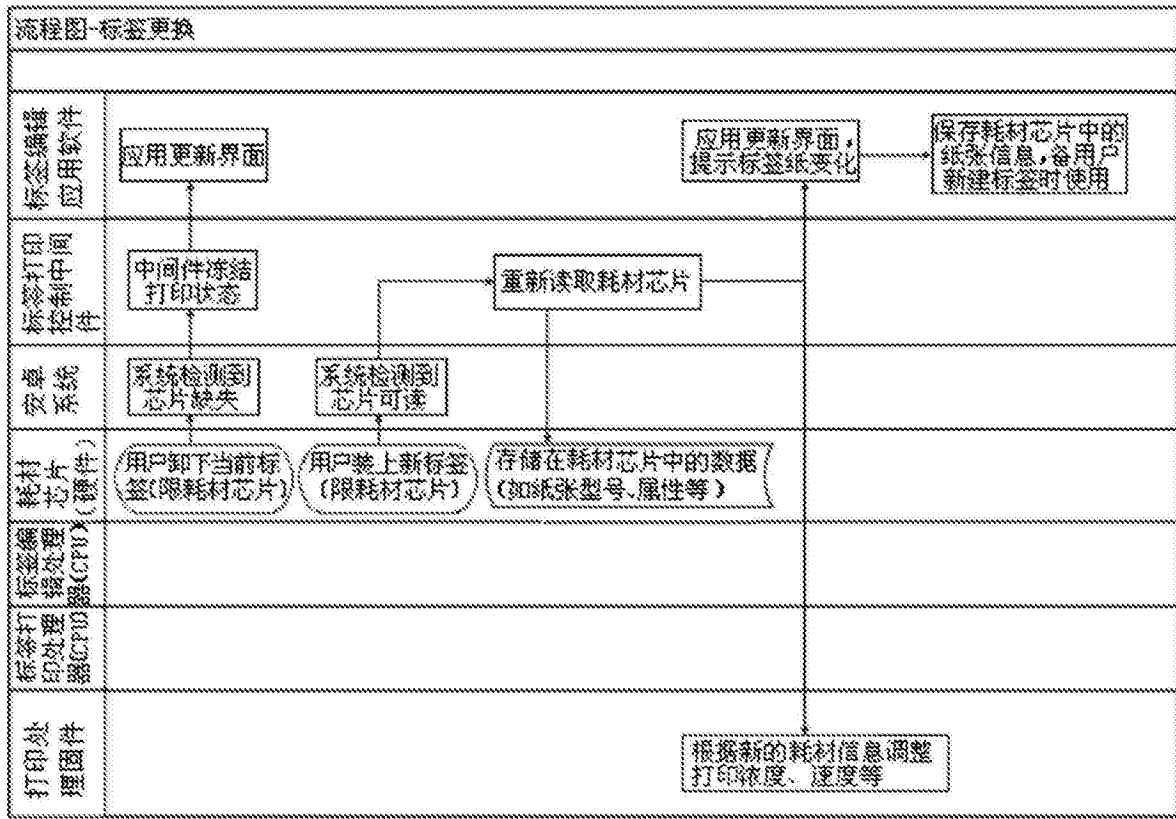 流程图-标签更换
标签编辑
应用软件
应用更新界面
应用更新界面，
提示标签纸变化
保存耗材芯片中的
纸张信息，备用户
新建标签时使用
标签打印
控制中间
件
中间件冻结
打印状态
重新读取耗材芯片
安卓
系统
系统检测到
芯片缺失
系统检测到
芯片可读
耗材
芯片
(硬件)
用户卸下当前标
签(限耗材芯片)
用户装上新标签
(限耗材芯片)
存储在耗材芯片中的数据
(如纸张型号、属性等)
标签编
辑处理
器(CPU)
标签打
印处理
器(CPU)
打印处
理固件
根据新的耗材信息调整
打印浓度、速度等